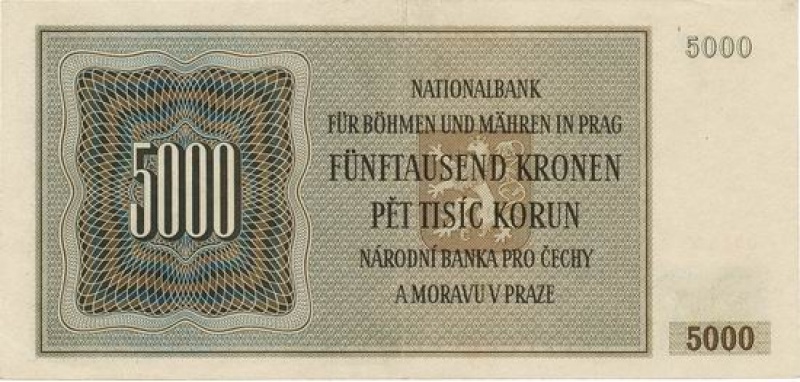 5000
NATIONALBANK
FÜR BÖHMEN UND MÄHREN IN PRAG
FÜNFTAUSEND KRONEN
PĚT TISÍC KORUN
NÁRODNÍ BANKA PRO ČECHY
A MORAVU V PRAZE
5000
5000